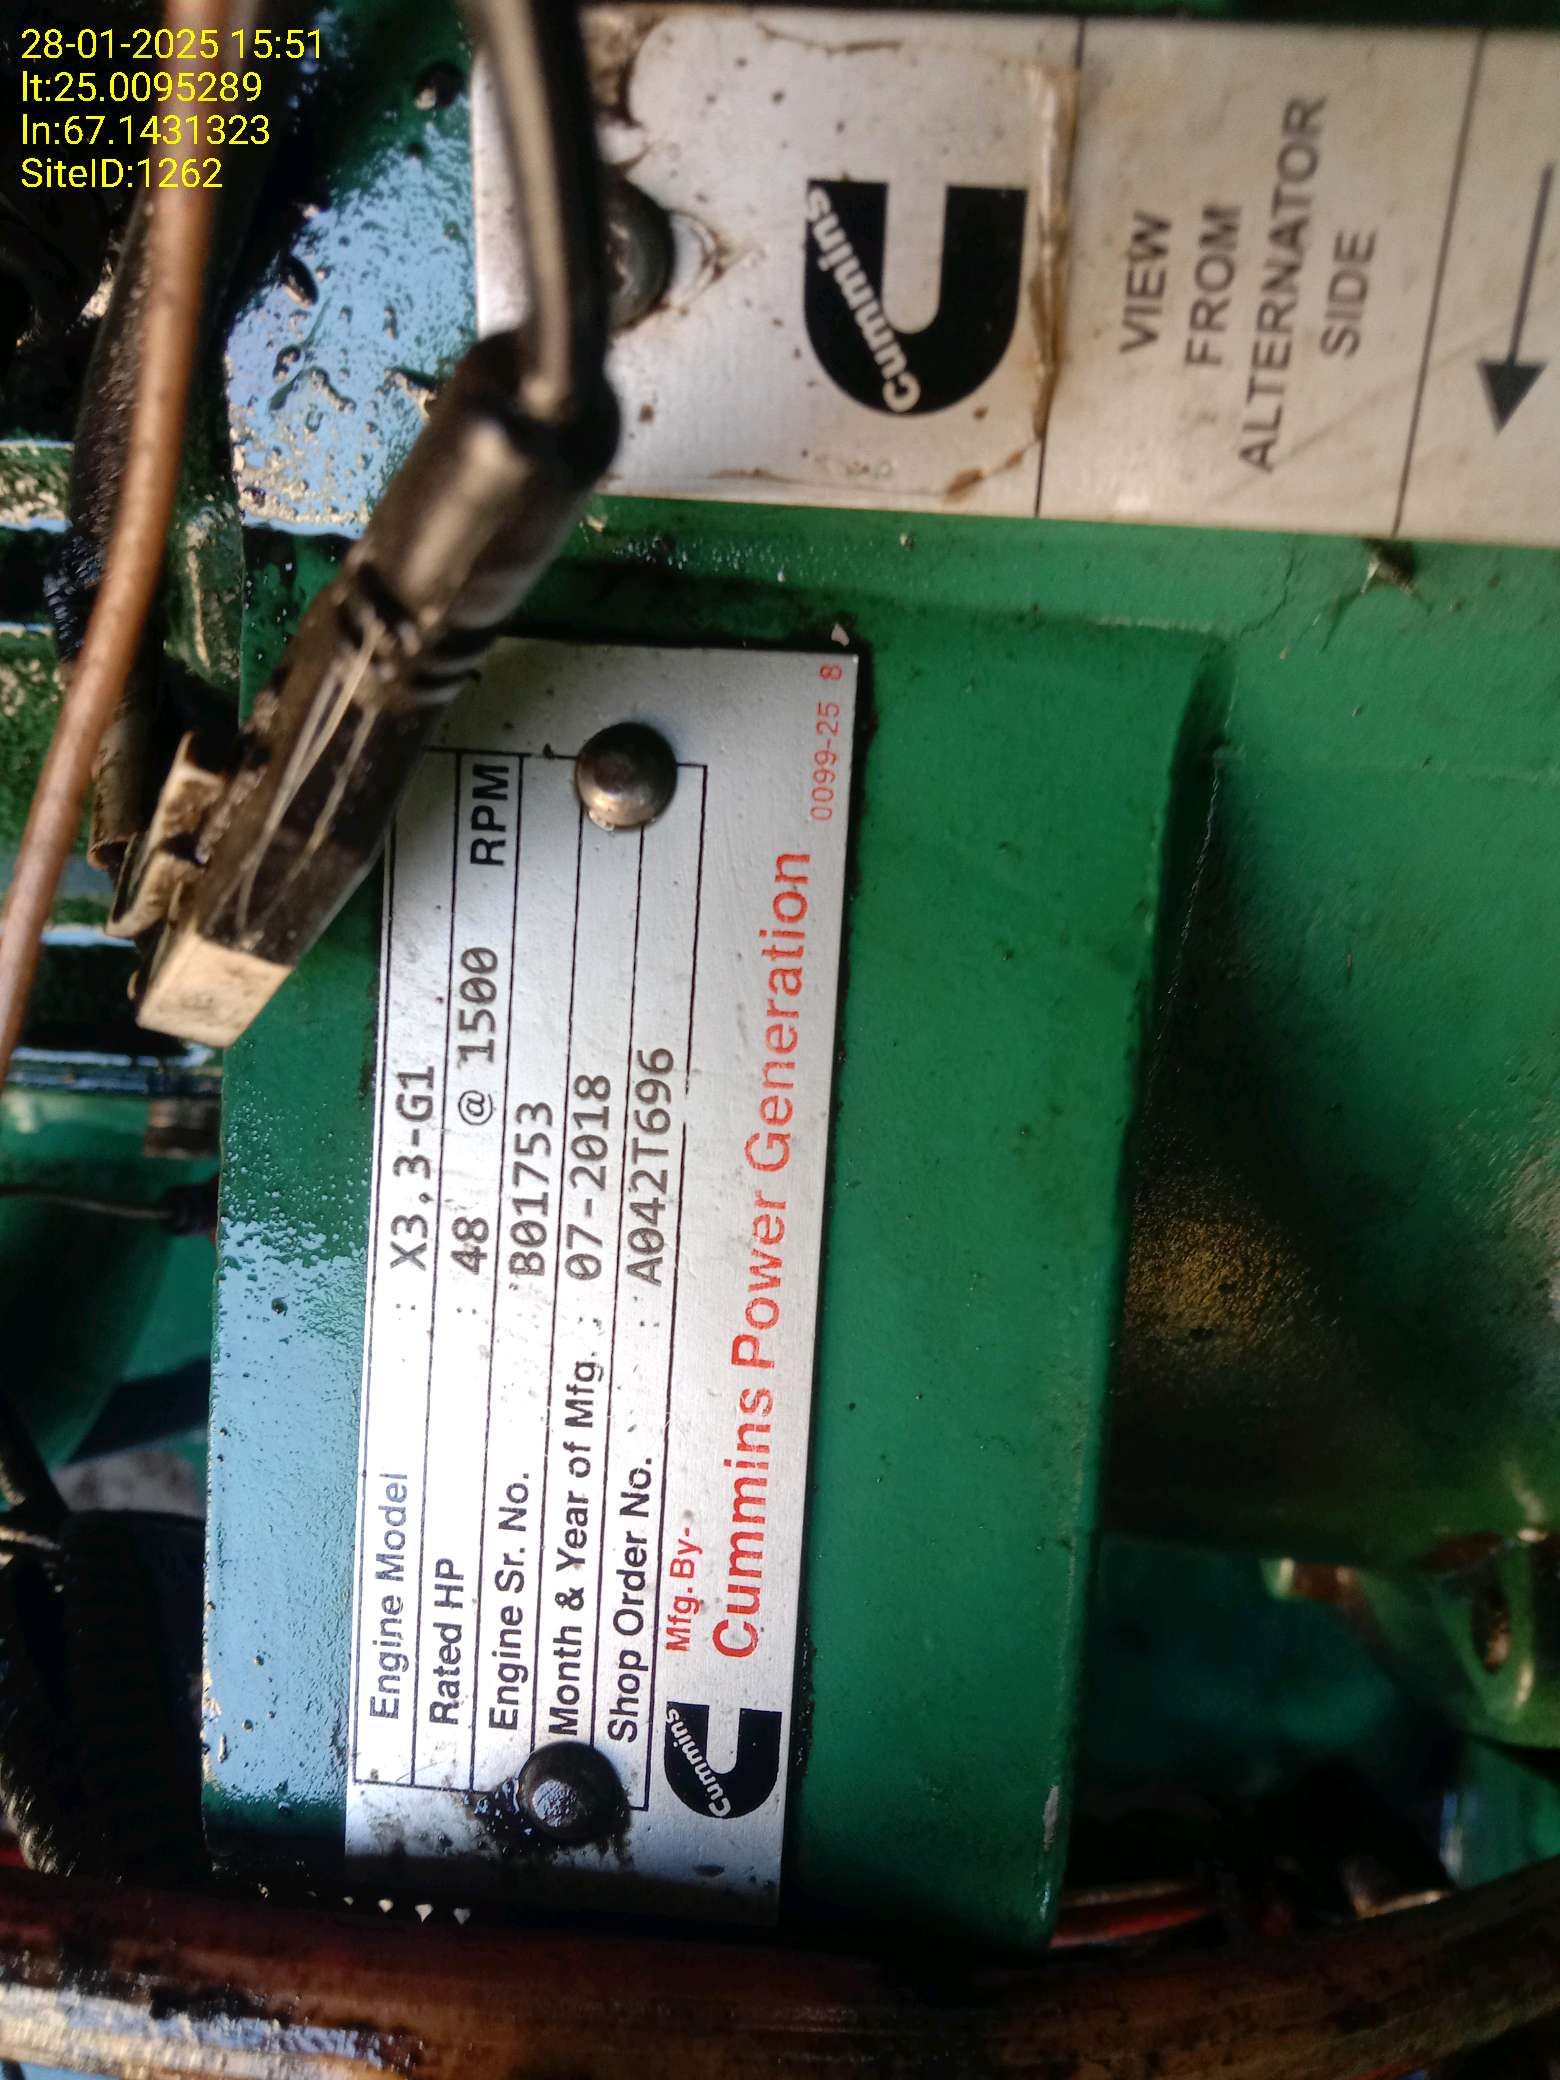 28-01-2025 15:51
lt:25.0095289
ln:67.1431323
SiteID:1262
Cummins
VIEW
FROM
ALTERNATOR
SIDE
Engine Model : X3.3-G1
Rated HP : 48 @ 1500 RPM
Engine Sr. No. : B01753
Month & Year of Mfg. : 07-2018
Shop Order No. : A042T696
Mfg.By-
Cummins Power Generation
Cummins
0099-25 8